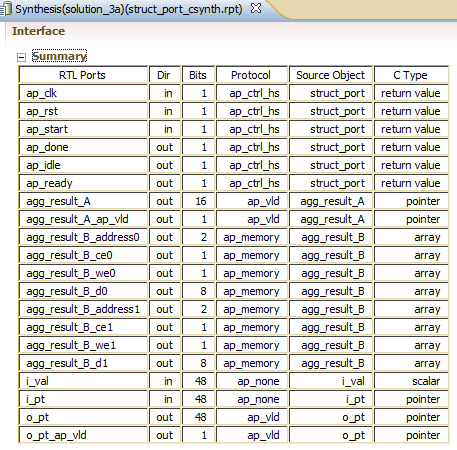 Synthesis(solution_3a)(struct_port_csynth.rpt)
Interface
Summary
RTL Ports Dir Bits Protocol Source Object C Type
ap_clk in 1 ap_ctrl_hs struct_port return value
ap_rst in 1 ap_ctrl_hs struct_port return value
ap_start in 1 ap_ctrl_hs struct_port return value
ap_done out 1 ap_ctrl_hs struct_port return value
ap_idle out 1 ap_ctrl_hs struct_port return value
ap_ready out 1 ap_ctrl_hs struct_port return value
agg_result_A out 16 ap_vld agg_result_A pointer
agg_result_A_ap_vld out 1 ap_vld agg_result_A pointer
agg_result_B_address0 out 2 ap_memory agg_result_B array
agg_result_B_ce0 out 1 ap_memory agg_result_B array
agg_result_B_we0 out 1 ap_memory agg_result_B array
agg_result_B_d0 out 8 ap_memory agg_result_B array
agg_result_B_address1 out 2 ap_memory agg_result_B array
agg_result_B_ce1 out 1 ap_memory agg_result_B array
agg_result_B_we1 out 1 ap_memory agg_result_B array
agg_result_B_d1 out 8 ap_memory agg_result_B array
i_val in 48 ap_none i_val scalar
i_pt in 48 ap_none i_pt pointer
o_pt out 48 ap_vld o_pt pointer
o_pt_ap_vld out 1 ap_vld o_pt pointer